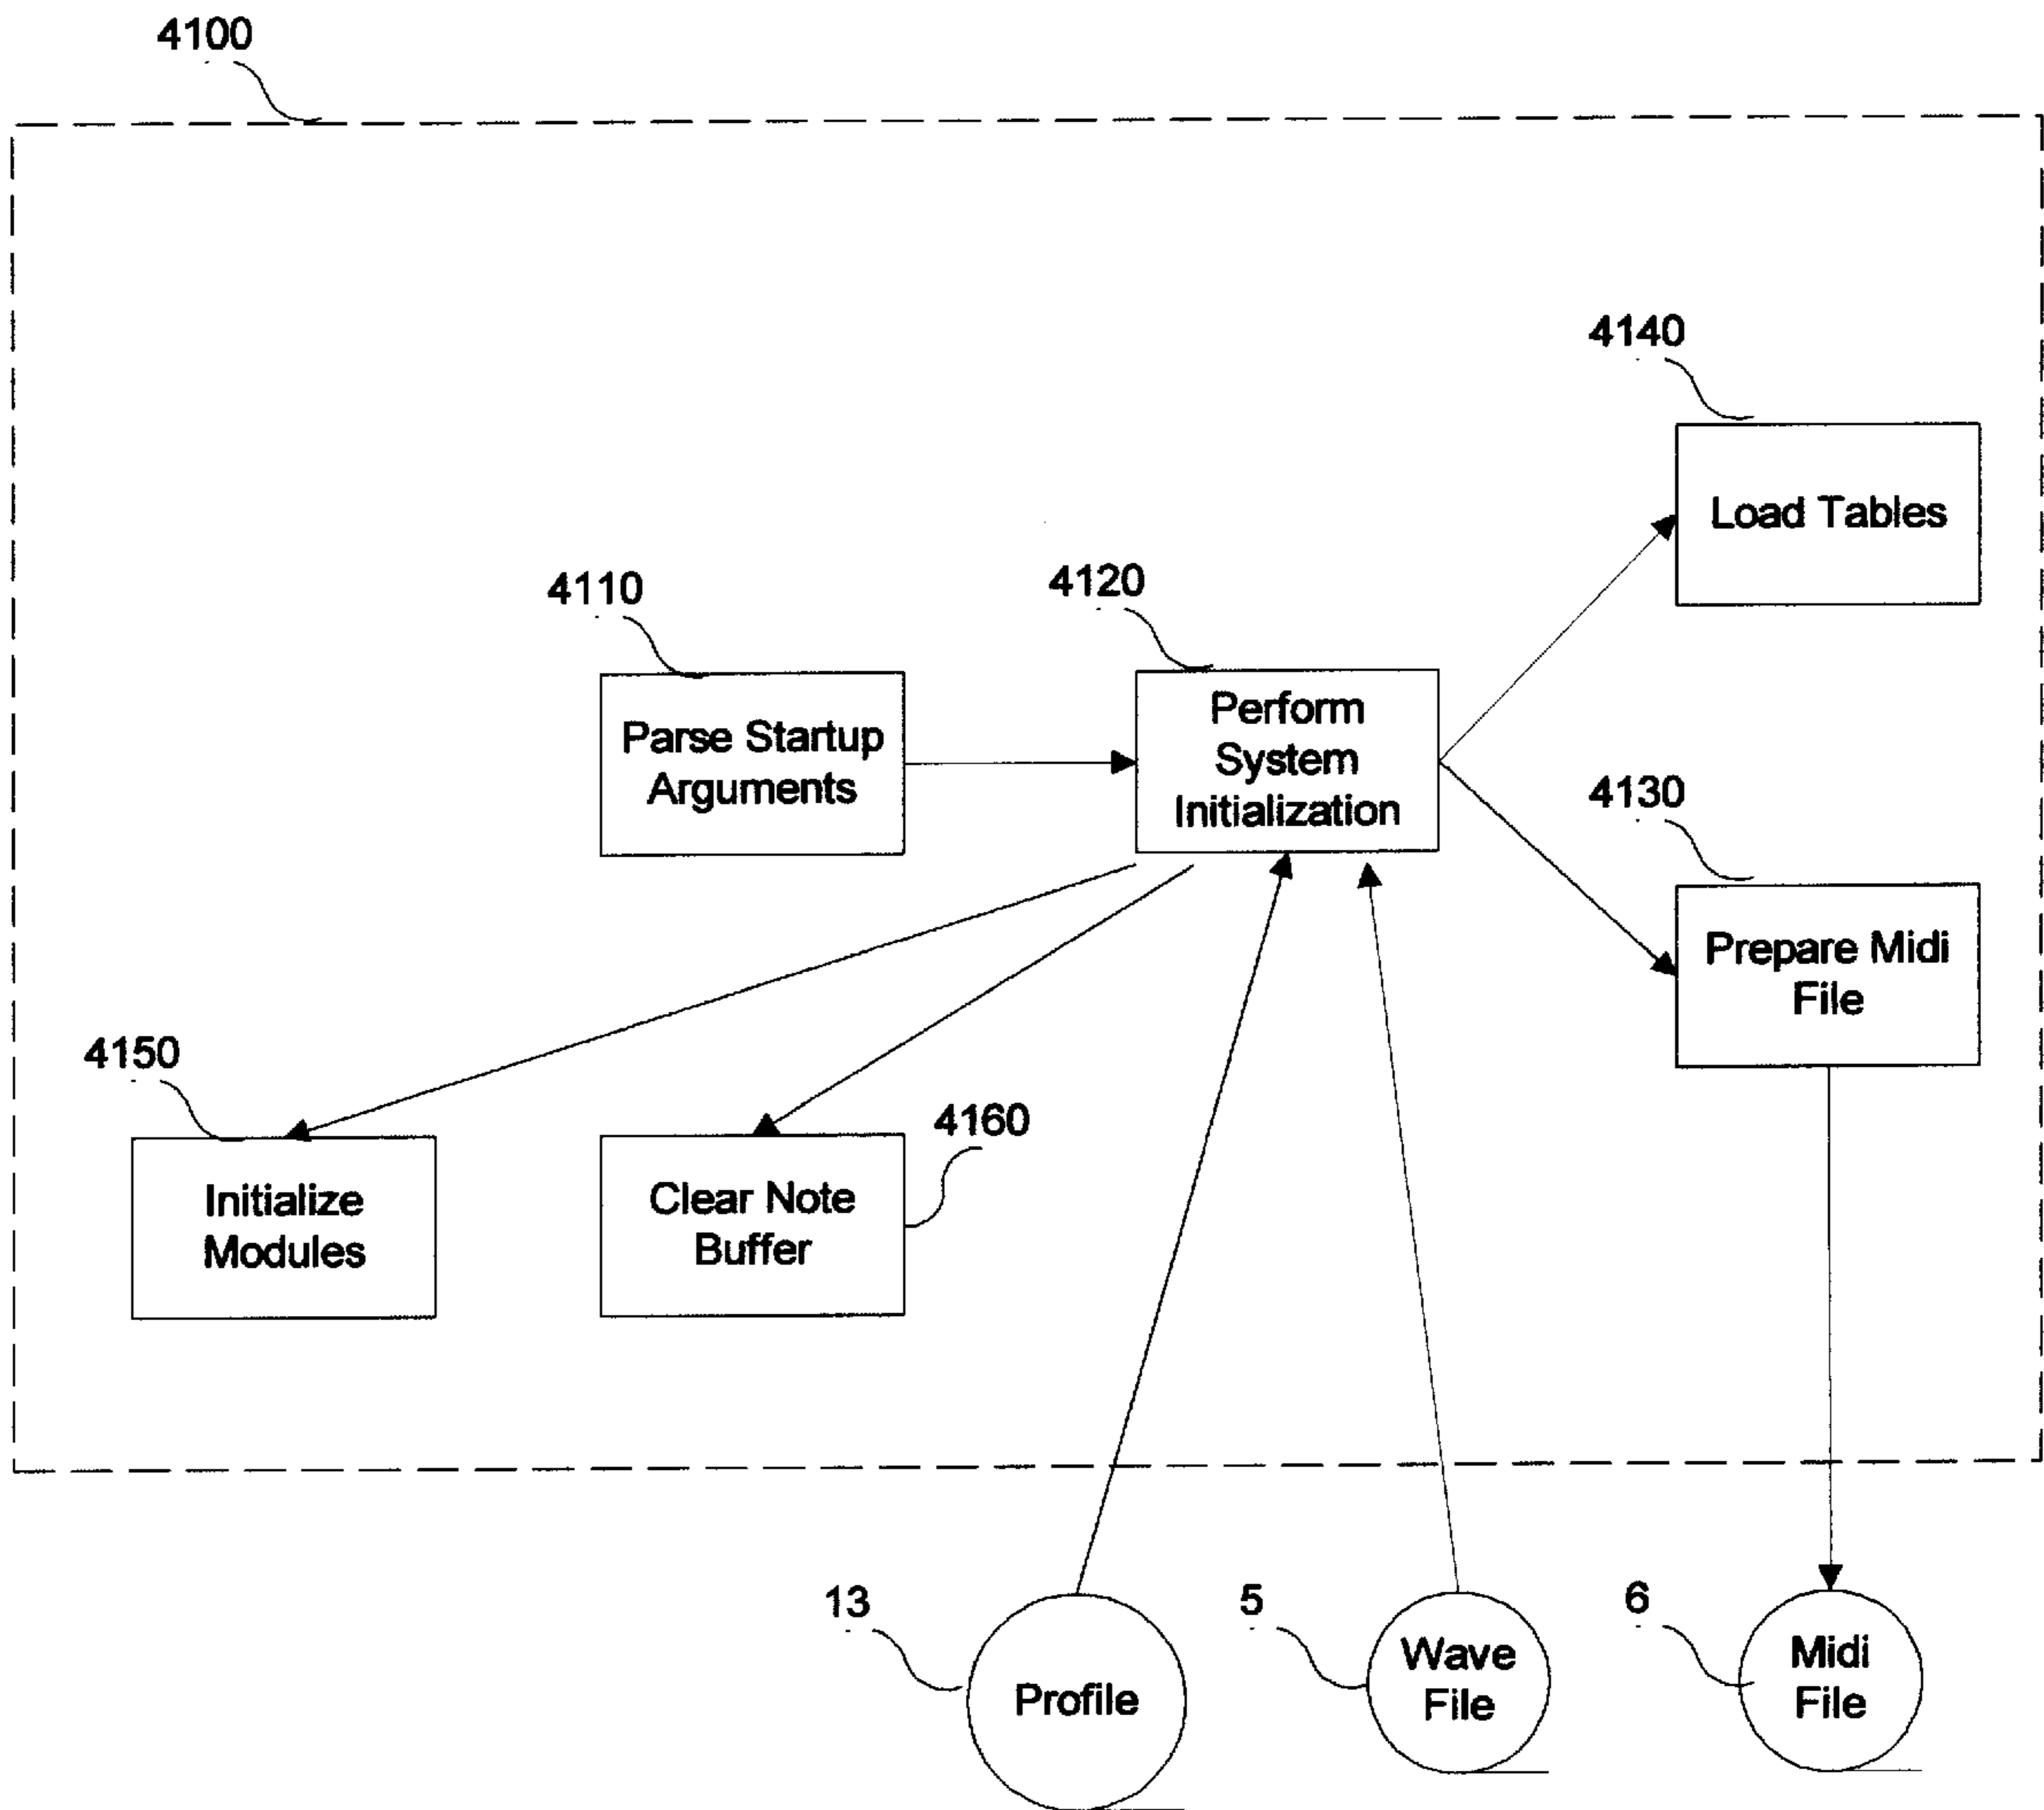 4100
4140
Load Tables
4110
4120
Parse Startup
Arguments
Perform
System
Initialization
4130
Prepare Midi
File
4150
4160
Initialize
Modules
Clear Note
Buffer
13
5
6
Profile
Wave
File
Midi
File